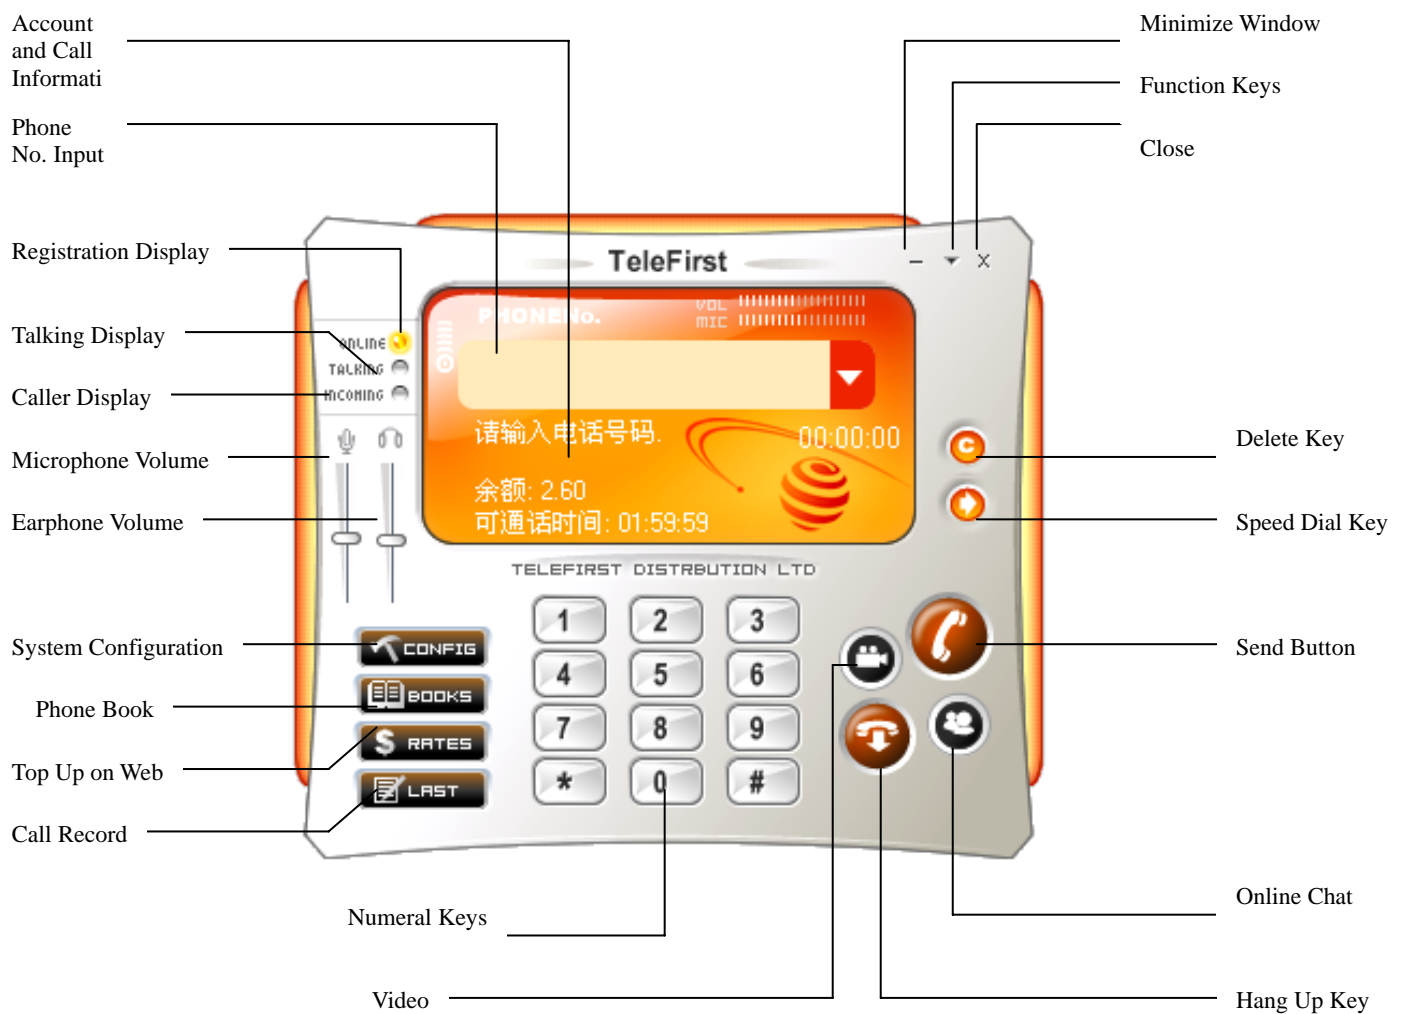 Account
and Call
Informati
Minimize Window
Function Keys
Phone
No. Input
Close
Registration Display
TeleFirst
X
Talking Display
PHONENo.
VOL
MIC
ONLINE
TALKING
Caller Display
INCOMING
请输入电话号码.
00:00:00
Delete Key
C
Microphone Volume
余额: 2.60
Earphone Volume
可通话时间: 01:59:59
Speed Dial Key
TELEFIRST DISTRBUTION LTD
1 2 3
System Configuration
CONFIG
Send Button
4 5 6
Phone Book
BOOKS
7 8 9
$ RATES
Top Up on Web
* 0 #
LAST
Call Record
Numeral Keys
Online Chat
Video
Hang Up Key